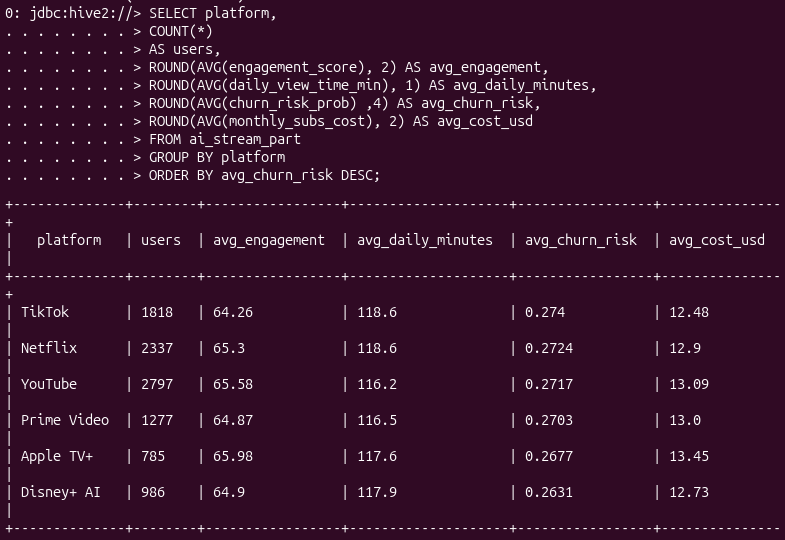 0: jdbc:hive2://> SELECT platform,
. . . . . . . . > COUNT(*)
. . . . . . . . > AS users,
. . . . . . . . > ROUND(AVG(engagement_score), 2) AS avg_engagement,
. . . . . . . . > ROUND(AVG(daily_view_time_min), 1) AS avg_daily_minutes,
. . . . . . . . > ROUND(AVG(churn_risk_prob) ,4) AS avg_churn_risk,
. . . . . . . . > ROUND(AVG(monthly_subs_cost), 2) AS avg_cost_usd
. . . . . . . . > FROM ai_stream_part
. . . . . . . . > GROUP BY platform
. . . . . . . . > ORDER BY avg_churn_risk DESC;
+--------------+--------+-----------------+--------------------+-----------------+---------------
+
|   platform   | users  | avg_engagement  | avg_daily_minutes  | avg_churn_risk  | avg_cost_usd
|
+--------------+--------+-----------------+--------------------+-----------------+---------------
+
| TikTok       | 1818   | 64.26           | 118.6              | 0.274           | 12.48
|
| Netflix      | 2337   | 65.3            | 118.6              | 0.2724          | 12.9
|
| YouTube      | 2797   | 65.58           | 116.2              | 0.2717          | 13.09
|
| Prime Video  | 1277   | 64.87           | 116.5              | 0.2703          | 13.0
|
| Apple TV+    | 785    | 65.98           | 117.6              | 0.2677          | 13.45
|
| Disney+ AI   | 986    | 64.9            | 117.9              | 0.2631          | 12.73
|
+--------------+--------+-----------------+--------------------+-----------------+---------------